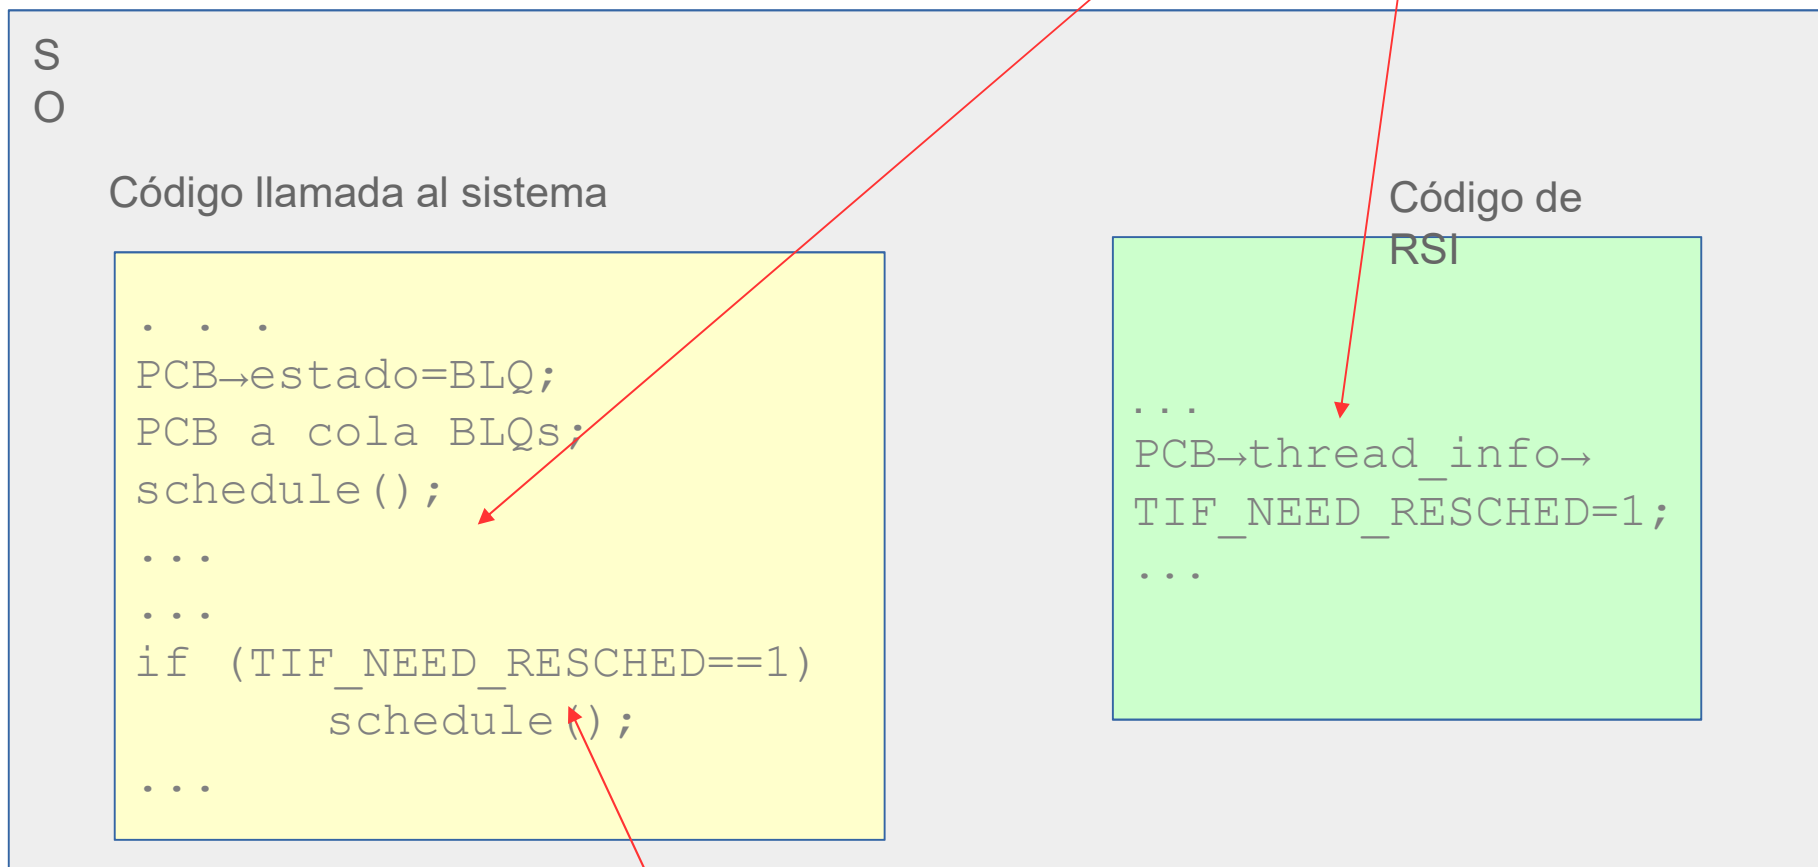 S
O
Código llamada al sistema
. . .
PCB→estado=BLQ;
PCB a cola BLQs;
schedule();
...
...
if (TIF_NEED_RESCHED==1)
schedule();
...
Código de
RSI
...
PCB→thread_info→
TIF_NEED_RESCHED=1;
...